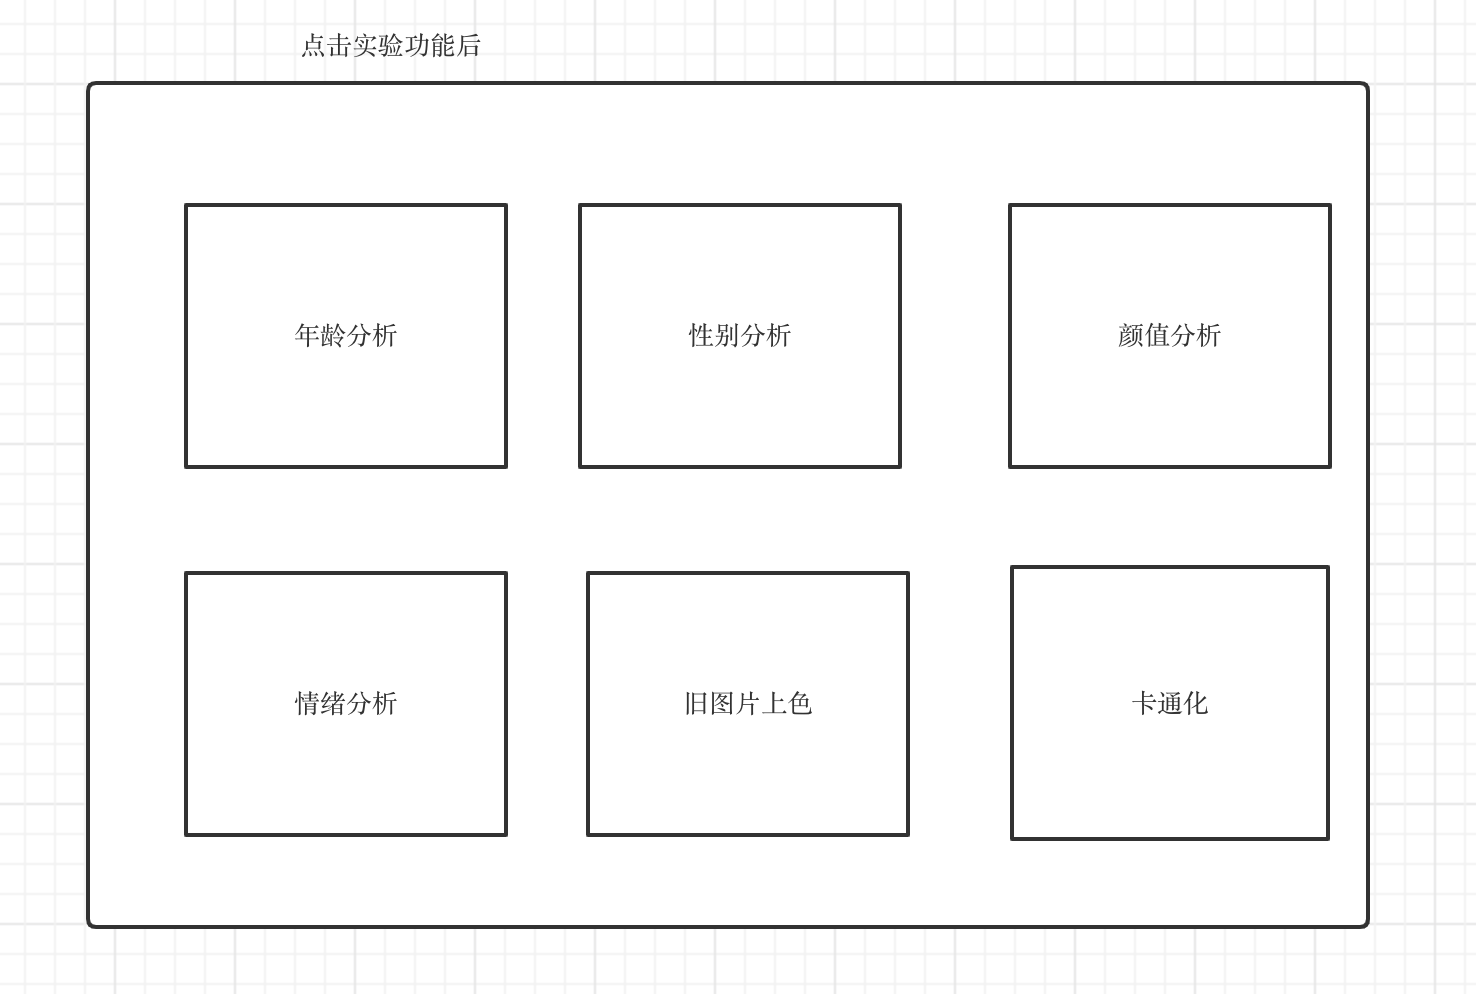 点击实验功能后
年龄分析
性别分析
颜值分析
情绪分析
旧图片上色
卡通化